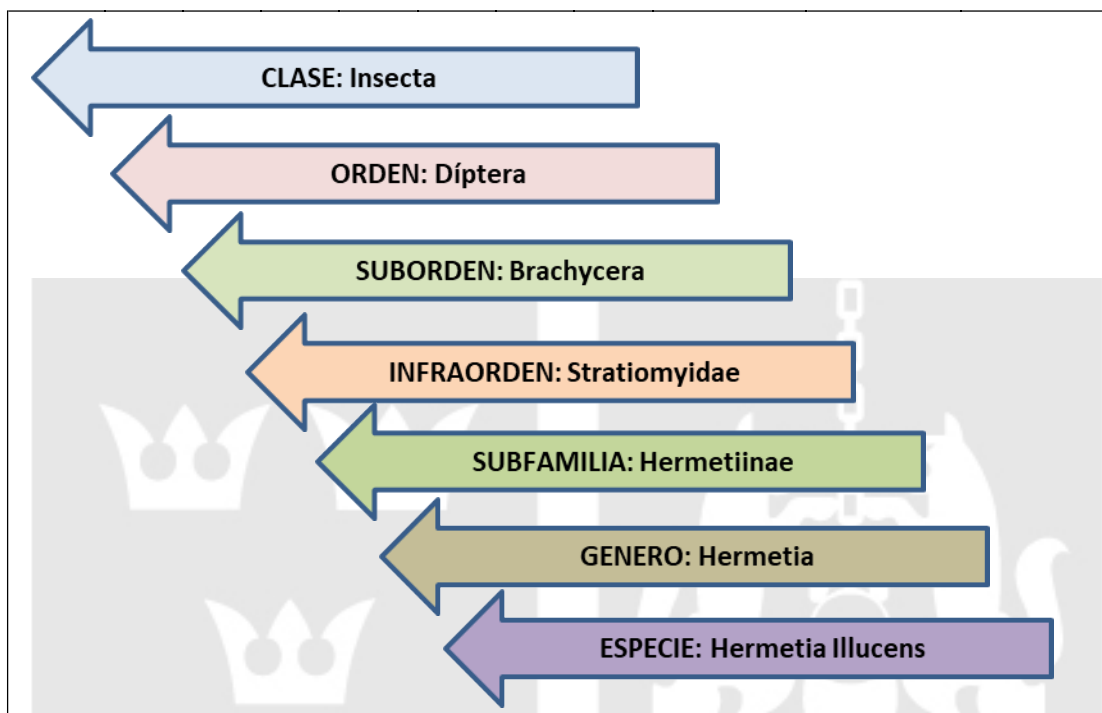 CLASE: Insecta
ORDEN: Díptera
SUBORDEN: Brachycera
INFRAORDEN: Stratiomyidae
SUBFAMILIA: Hermetiinae
GENERO: Hermetia
ESPECIE: Hermetia Illucens